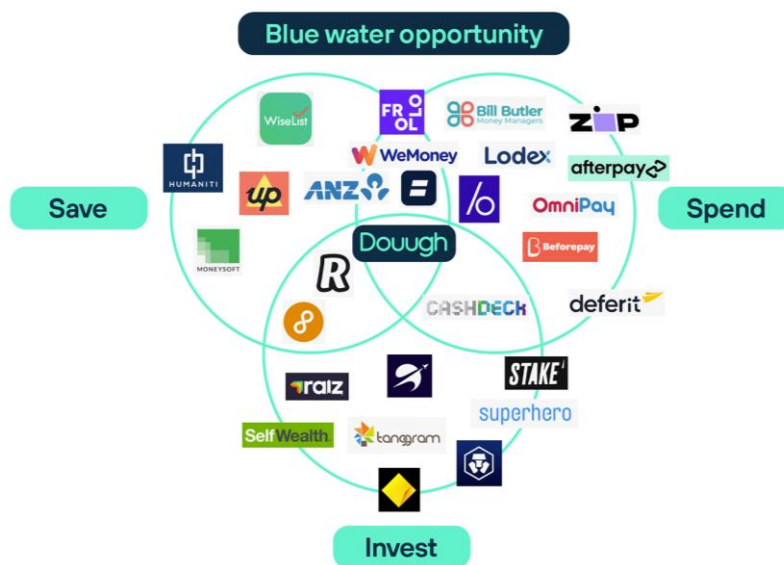 Blue water opportunity
WiseList
FR
OL
LO
Bill Butler
Money Managers
ZIP
HUMANITI
WeMoney
Lodex
afterpay
up
ANZ
OmniPay
Save
Spend
Douugh
Beforepay
MONEYSOFT
R
CASHDECK
deferit
raiz
STAKE
superhero
SelfWealth
tanggram
Invest